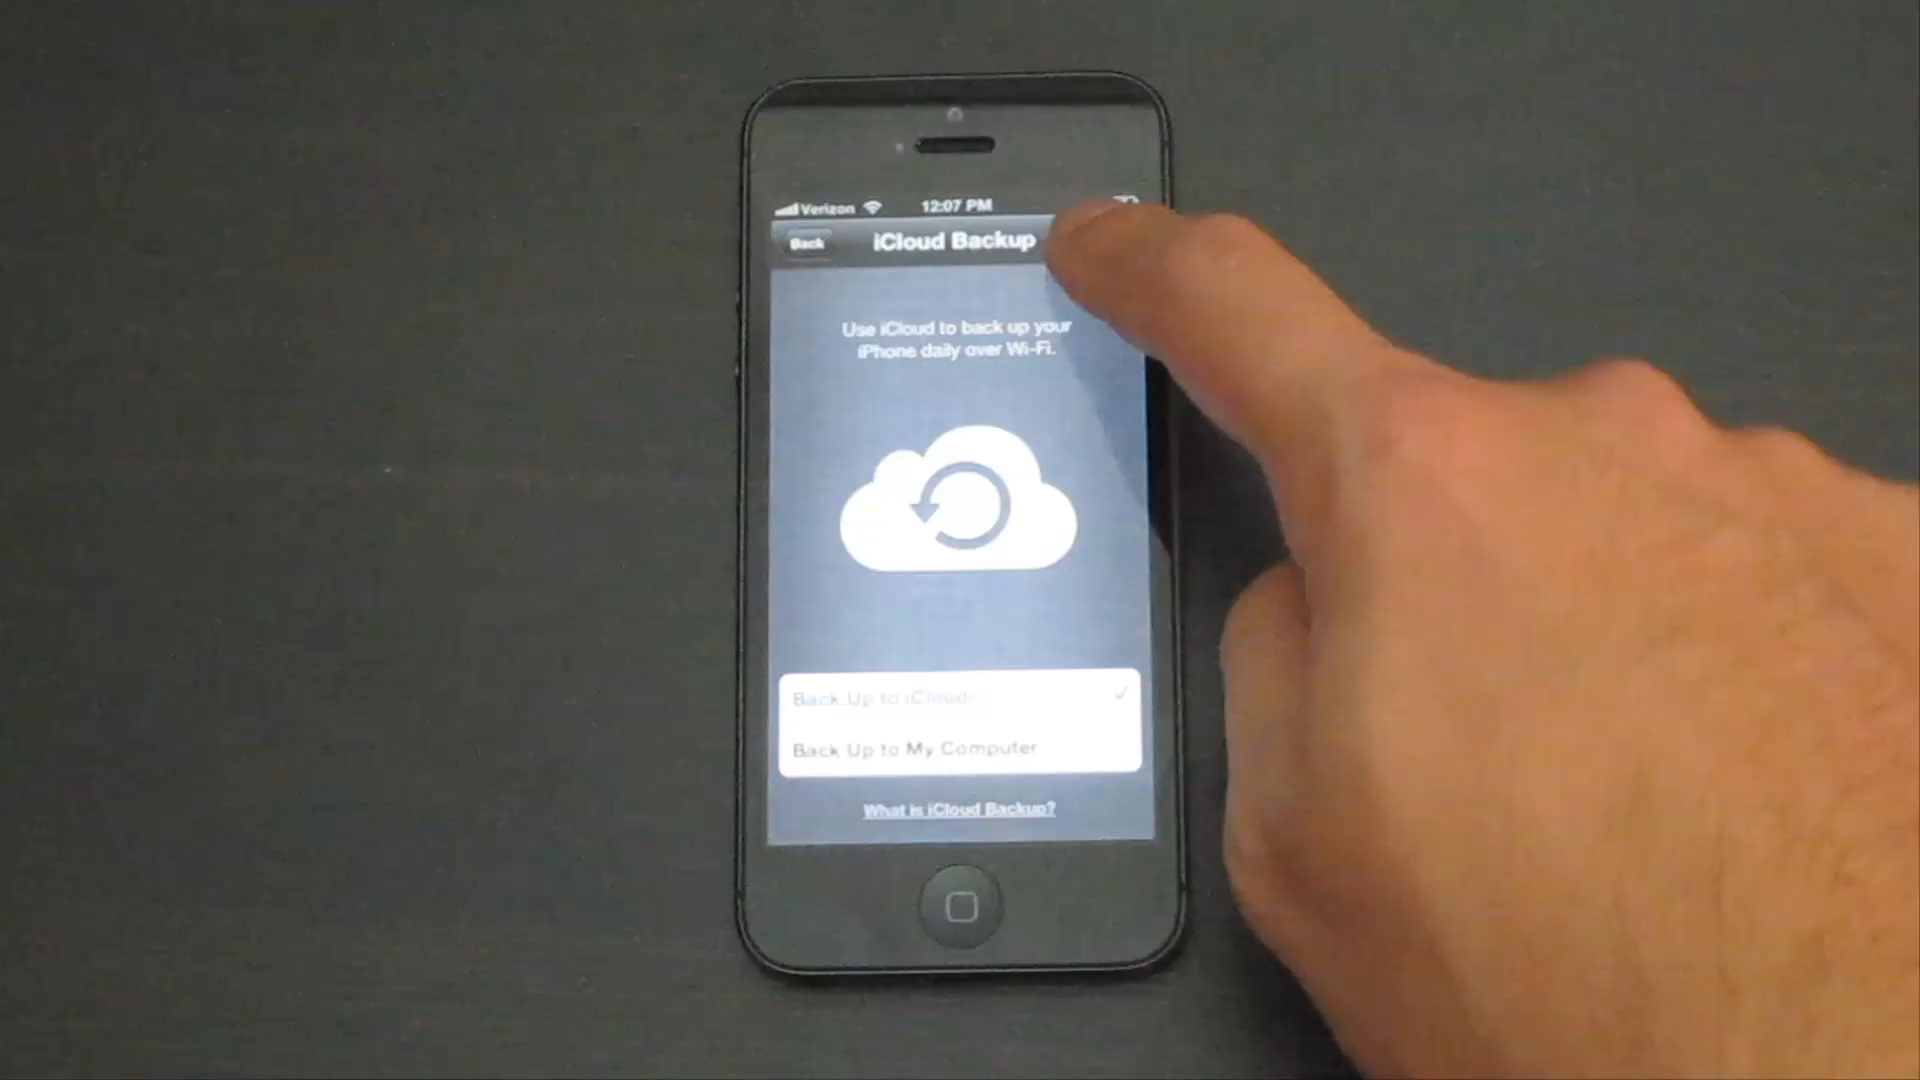 Verizon 12:07 PM
Back iCloud Backup
Use iCloud to back up your
iPhone daily over Wi-Fi.
Back Up to iCloud
Back Up to My Computer
What is iCloud Backup?